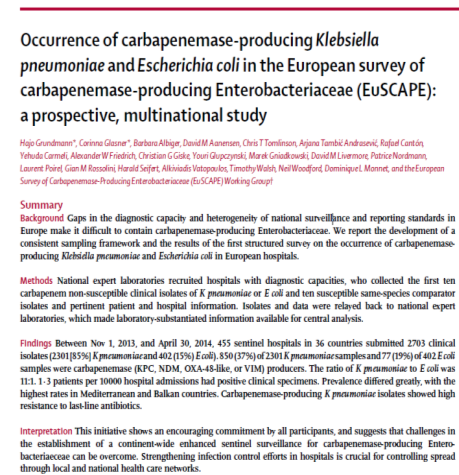 Occurrence of carbapenemase-producing Klebsiella
pneumoniae and Escherichia coli in the European survey of
carbapenemase-producing Enterobacteriaceae (EuSCAPE):
a prospective, multinational study
Hajo Grundmann*, Corinna Glasner*, Barbara Albiger, David M Aanensen, Chris T Tomlinson, Arjana Tambić Andrasević, Rafael Cantón,
Yehuda Carmeli, Alexander W Friedrich, Christian G Giske, Youri Glupczynski, Marek Gniadkowski, David M Livermore, Patrice Nordmann,
Laurent Poirel, Gian M Rossolini, Harald Seifert, Alkiviadis Vatopoulos, Timothy Walsh, Neil Woodford, Dominique L Monnet, and the European
Survey of Carbapenemase-Producing Enterobacteriaceae (EuSCAPE) Working Group†
Summary
Background Gaps in the diagnostic capacity and heterogeneity of national surveillance and reporting standards in
Europe make it difficult to contain carbapenemase-producing Enterobacteriaceae. We report the development of a
consistent sampling framework and the results of the first structured survey on the occurrence of carbapenemase-
producing Klebsiella pneumoniae and Escherichia coli in European hospitals.
Methods National expert laboratories recruited hospitals with diagnostic capacities, who collected the first ten
carbapenem non-susceptible clinical isolates of K pneumoniae or E coli and ten susceptible same-species comparator
isolates and pertinent patient and hospital information. Isolates and data were relayed back to national expert
laboratories, which made laboratory-substantiated information available for central analysis.
Findings Between Nov 1, 2013, and April 30, 2014, 455 sentinel hospitals in 36 countries submitted 2703 clinical
isolates (2301 [85%] K pneumoniae and 402 (15%) E coli). 850 (37%) of 2301 K pneumoniae samples and 77 (19%) of 402 E coli
samples were carbapenemase (KPC, NDM, OXA-48-like, or VIM) producers. The ratio of K pneumoniae to E coli was
11:1. 1·3 patients per 10 000 hospital admissions had positive clinical specimens. Prevalence differed greatly, with the
highest rates in Mediterranean and Balkan countries. Carbapenemase-producing K pneumoniae isolates showed high
resistance to last-line antibiotics.
Interpretation This initiative shows an encouraging commitment by all participants, and suggests that challenges in
the establishment of a continent-wide enhanced sentinel surveillance for carbapenemase-producing Entero-
bacteriaeceae can be overcome. Strengthening infection control efforts in hospitals is crucial for controlling spread
through local and national health care networks.